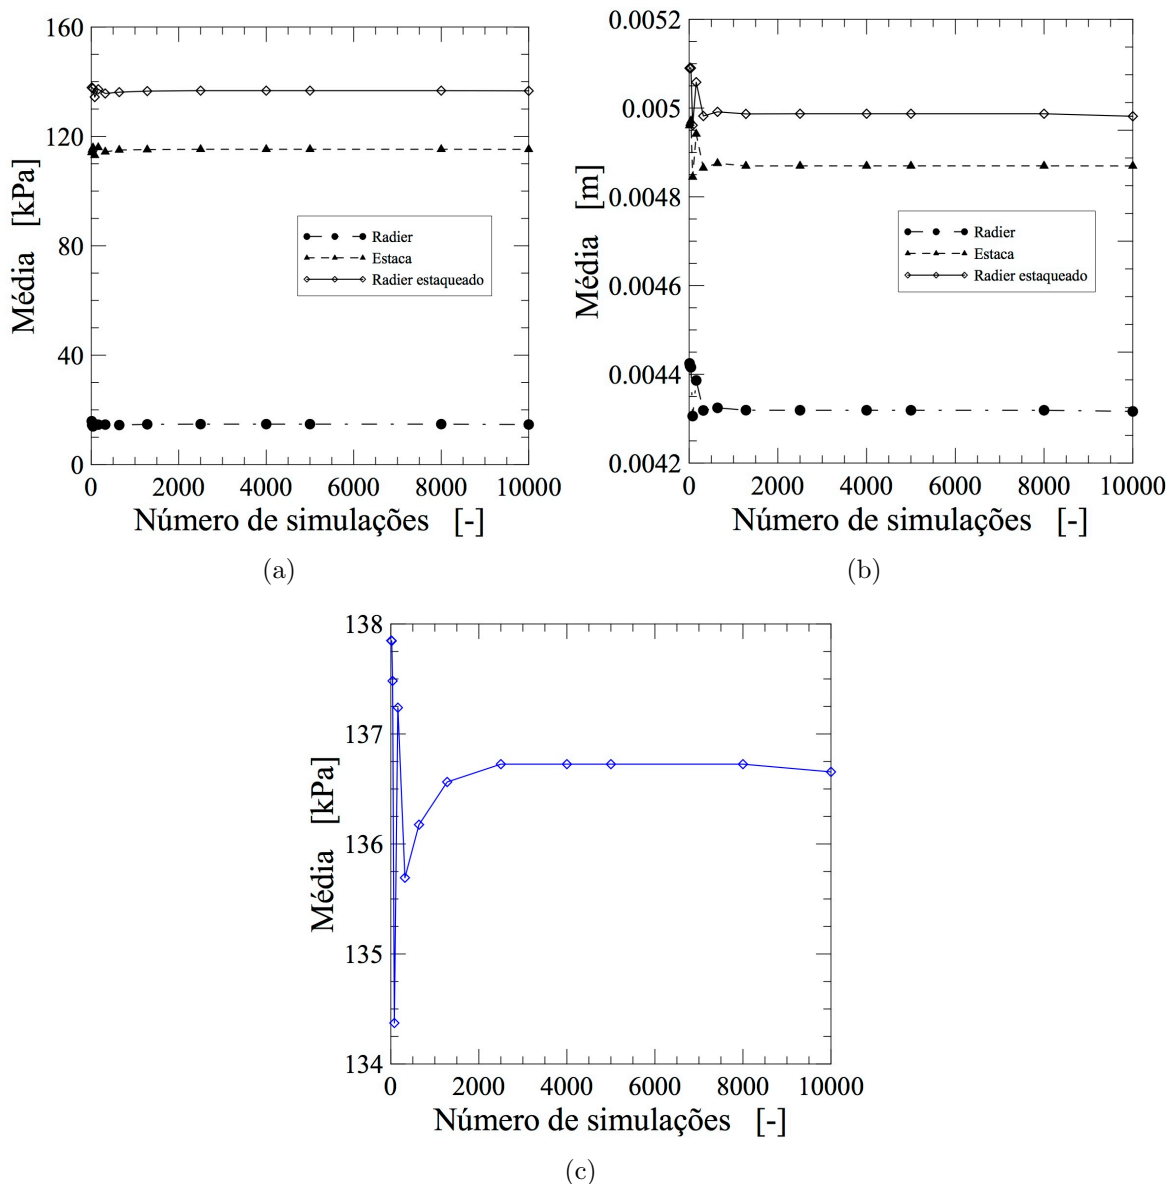 160
120
80
40
0
Média [kPa]
Radier
Estaca
Radier estaqueado
0 2000 4000 6000 8000 10000
Número de simulações [-]
(a)
0.0052
0.005
0.0048
0.0046
0.0044
0.0042
Média [m]
Radier
Estaca
Radier estaqueado
0 2000 4000 6000 8000 10000
Número de simulações [-]
(b)
138
137
136
135
134
Média [kPa]
0 2000 4000 6000 8000 10000
Número de simulações [-]
(c)